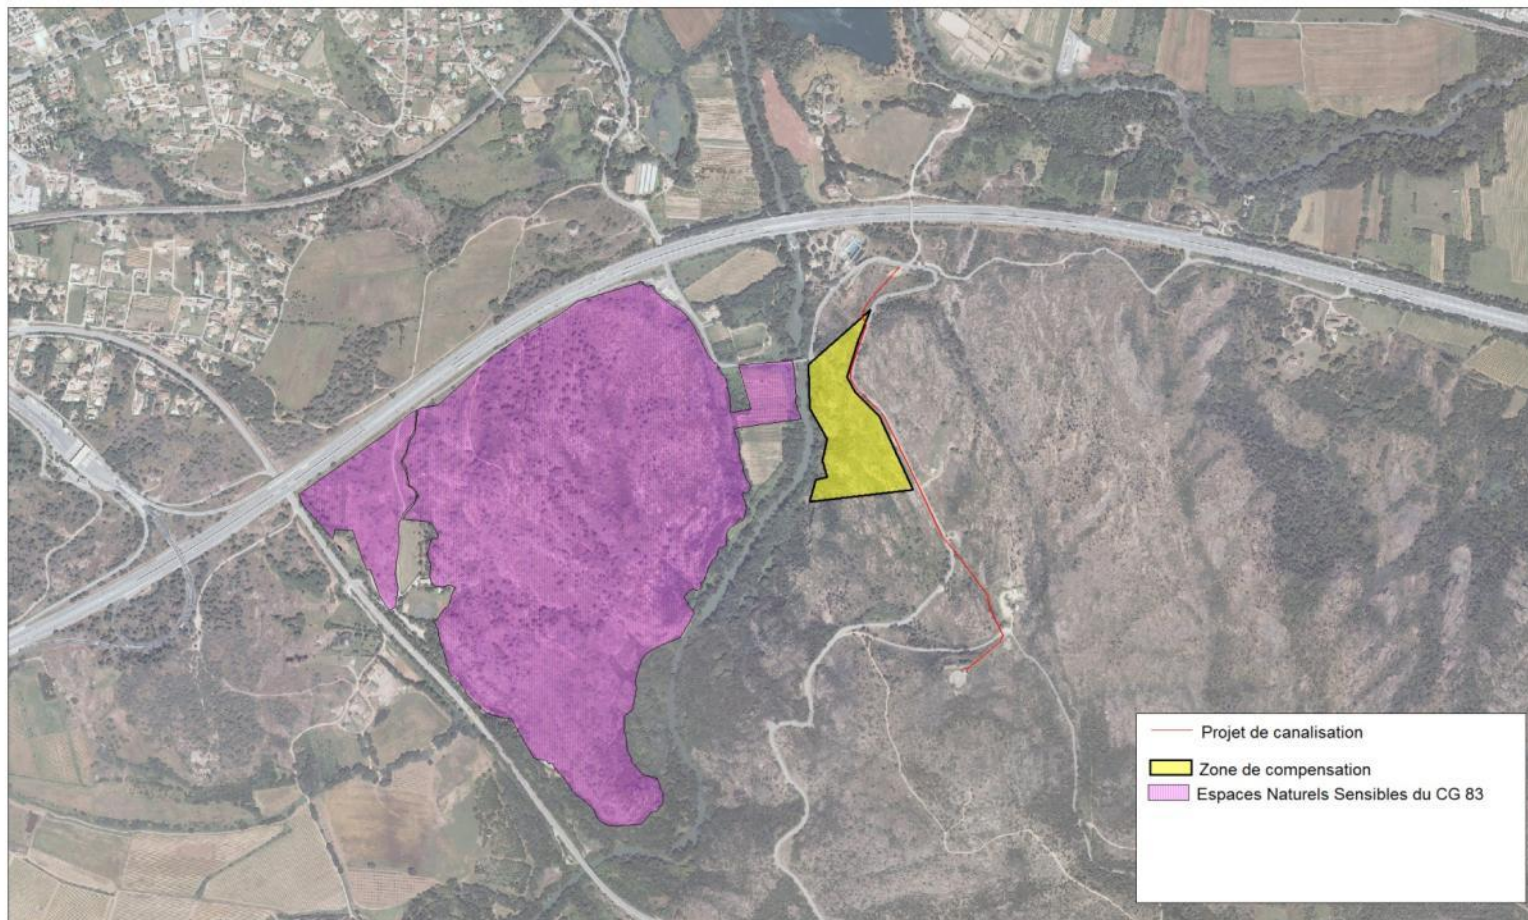 Projet de canalisation
Zone de compensation
Espaces Naturels Sensibles du CG 83